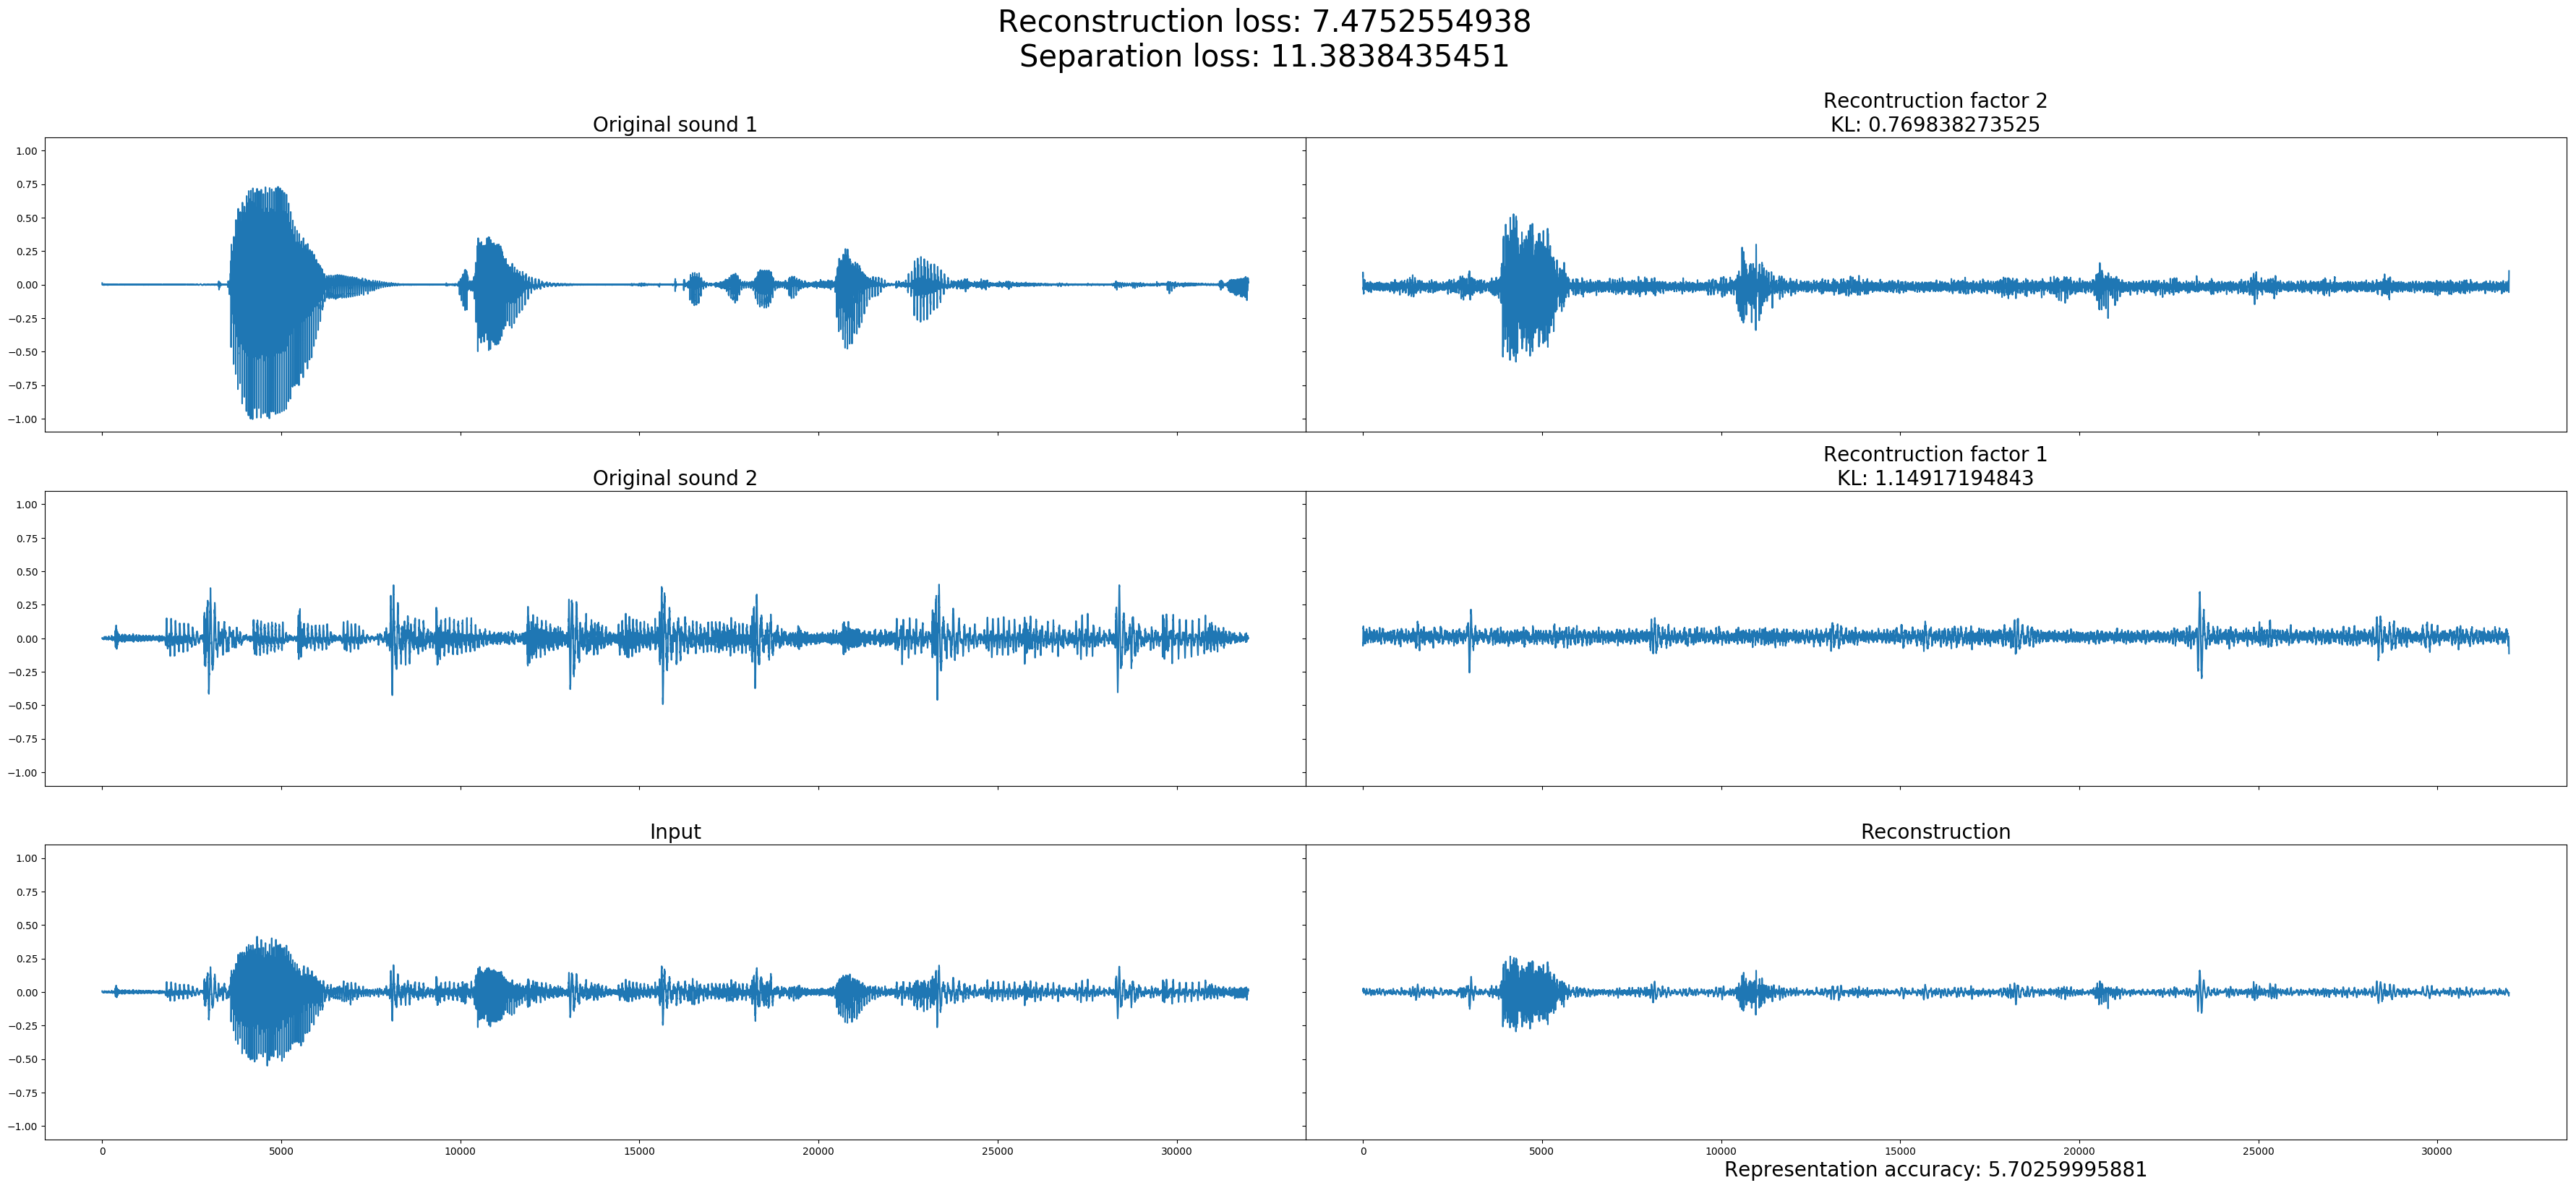 Reconstruction loss: 7.4752554938
Separation loss: 11.3838435451
Original sound 1
Recontruction factor 2
KL: 0.769838273525
1.00
0.75
0.50
0.25
0.00
−0.25
−0.50
−0.75
−1.00
Original sound 2
Recontruction factor 1
KL: 1.14917194843
1.00
0.75
0.50
0.25
0.00
−0.25
−0.50
−0.75
−1.00
Input
Reconstruction
1.00
0.75
0.50
0.25
0.00
−0.25
−0.50
−0.75
−1.00
0 5000 10000 15000 20000 25000 30000
0 5000 10000 15000 20000 25000 30000
Representation accuracy: 5.70259995881